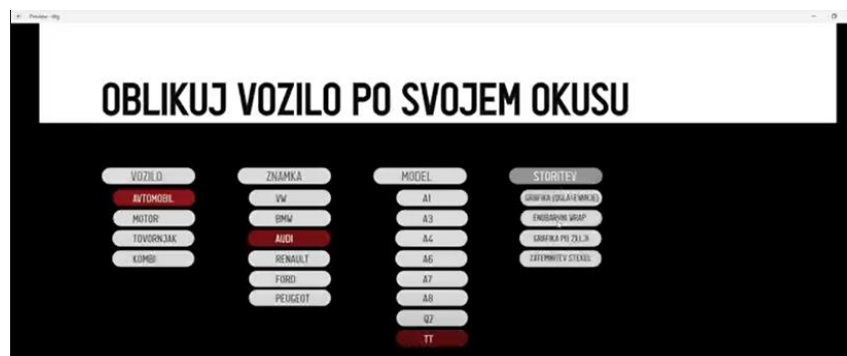 OBLIKUJ VOZILO PO SVOJEM OKUSU
VOZILO
AVTOMOBIL
MOTOR
TOVORNJAK
KOMBI
ZNAMKA
VW
BMW
AUDI
RENAULT
FORD
PEUGEOT
MODEL
A1
A3
A4
A6
A7
A8
Q7
TT
STORITEV
GRAFIKA (OGLAŠEVANJE)
ENOBARVNI WRAP
GRAFIKA PO ŽELJI
ZATEMNITEV STEKEL